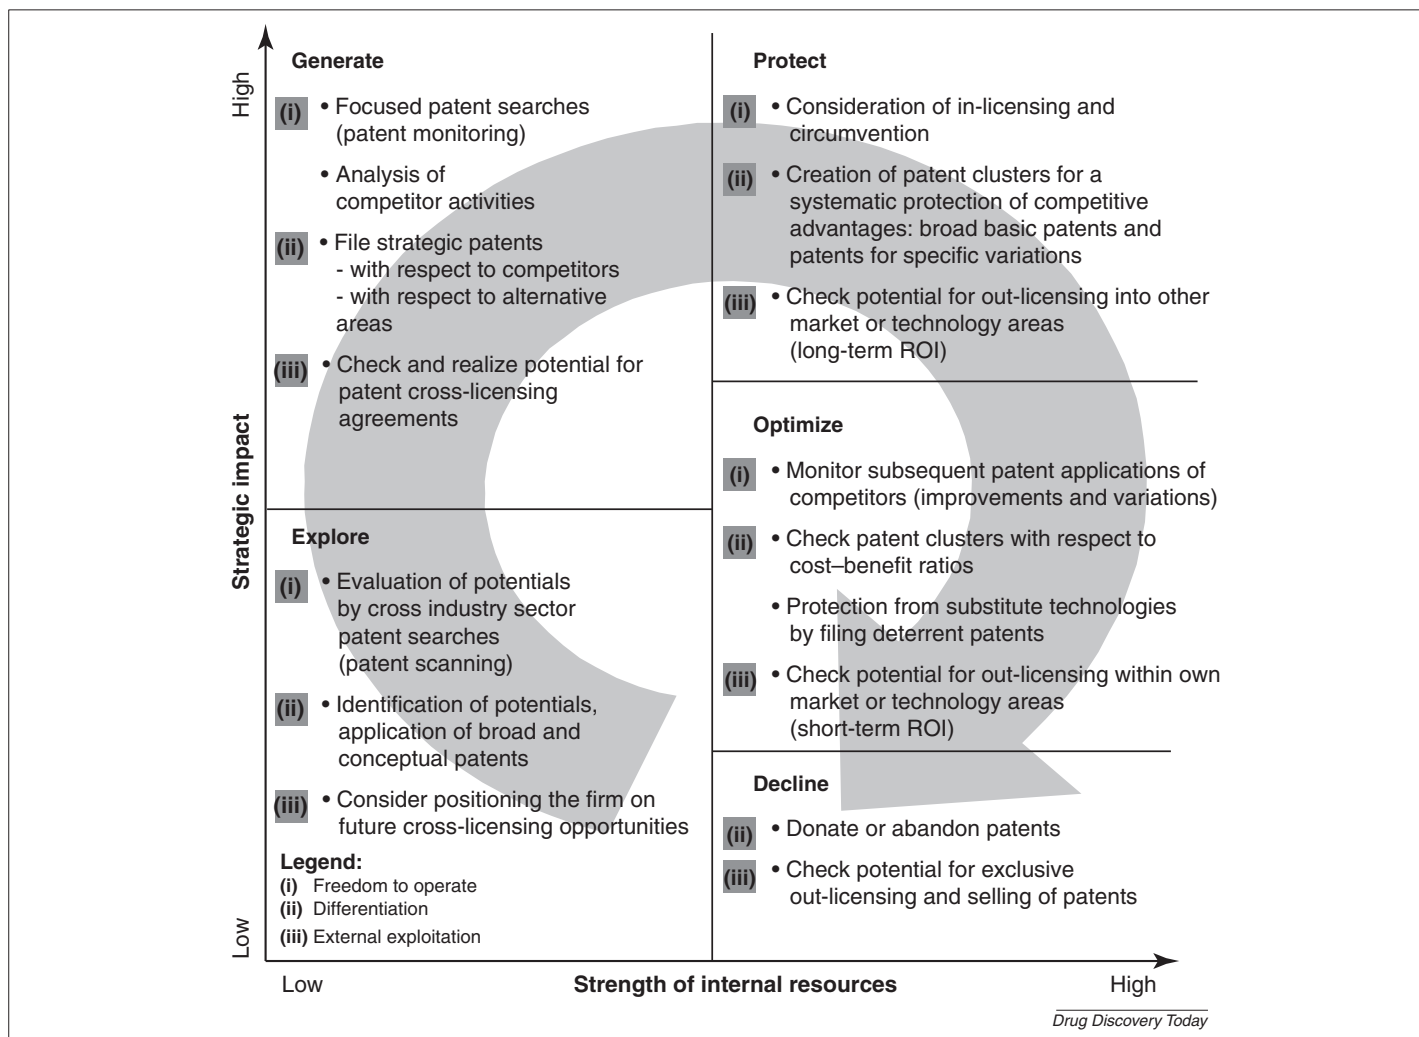 High
Strategic impact
Low
Generate
(i) • Focused patent searches
(patent monitoring)
• Analysis of
competitor activities
(ii) • File strategic patents
- with respect to competitors
- with respect to alternative
areas
(iii) • Check and realize potential for
patent cross-licensing
agreements
Explore
(i) • Evaluation of potentials
by cross industry sector
patent searches
(patent scanning)
(ii) • Identification of potentials,
application of broad and
conceptual patents
(iii) • Consider positioning the firm on
future cross-licensing opportunities
Legend:
(i) Freedom to operate
(ii) Differentiation
(iii) External exploitation
Protect
(i) • Consideration of in-licensing and
circumvention
(ii) • Creation of patent clusters for a
systematic protection of competitive
advantages: broad basic patents and
patents for specific variations
(iii) • Check potential for out-licensing into other
market or technology areas
(long-term ROI)
Optimize
(i) • Monitor subsequent patent applications of
competitors (improvements and variations)
(ii) • Check patent clusters with respect to
cost–benefit ratios
• Protection from substitute technologies
by filing deterrent patents
(iii) • Check potential for out-licensing within own
market or technology areas
(short-term ROI)
Decline
(ii) • Donate or abandon patents
(iii) • Check potential for exclusive
out-licensing and selling of patents
Low
Strength of internal resources
High
Drug Discovery Today